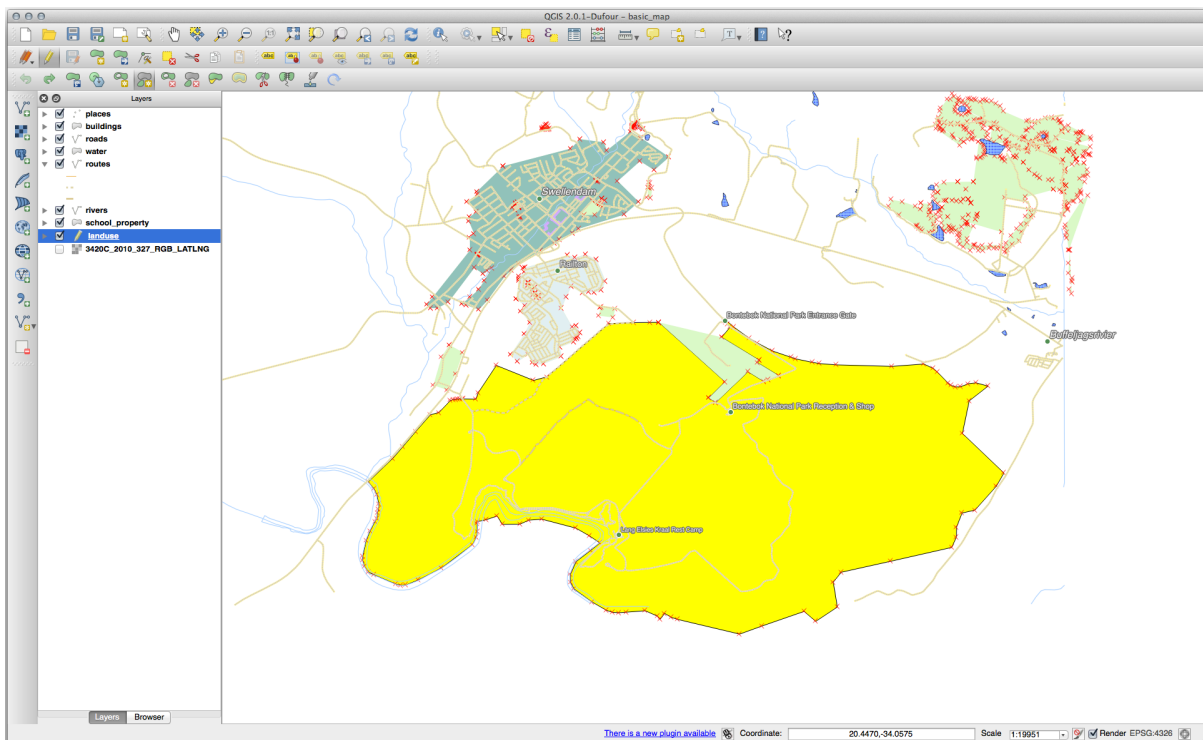 QGIS 2.0.1-Dufour - basic_map
Layers
places
buildings
roads
water
routes
rivers
school_property
landuse
3420C_2010_327_RGB_LATLNG
Swellendam
Railton
Bontebok National Park Entrance Gate
Buffeljagsrivier
Bontebok National Park Reception & Shop
Lang Elsies Kraal Rest Camp
Layers
Browser
There is a new plugin available
Coordinate:
20.4470,-34.0575
Scale
1:19951
Render
EPSG:4326